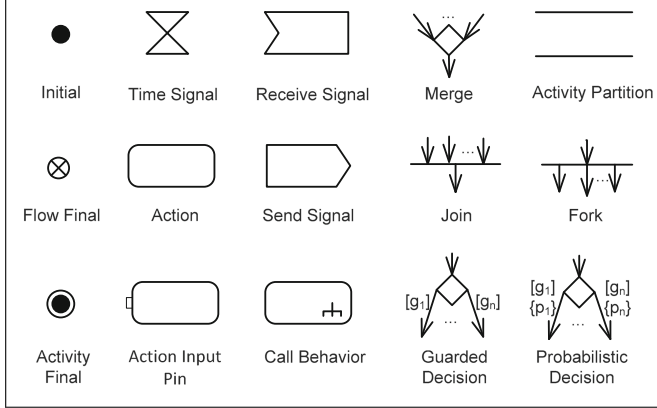 ...
Initial
Time Signal
Receive Signal
Merge
Activity Partition
...
...
Flow Final
Action
Send Signal
Join
Fork
[g1]
[gn]
...
[g1]
{p1}
[gn]
{pn}
...
Activity
Final
Action Input
Pin
Call Behavior
Guarded
Decision
Probabilistic
Decision